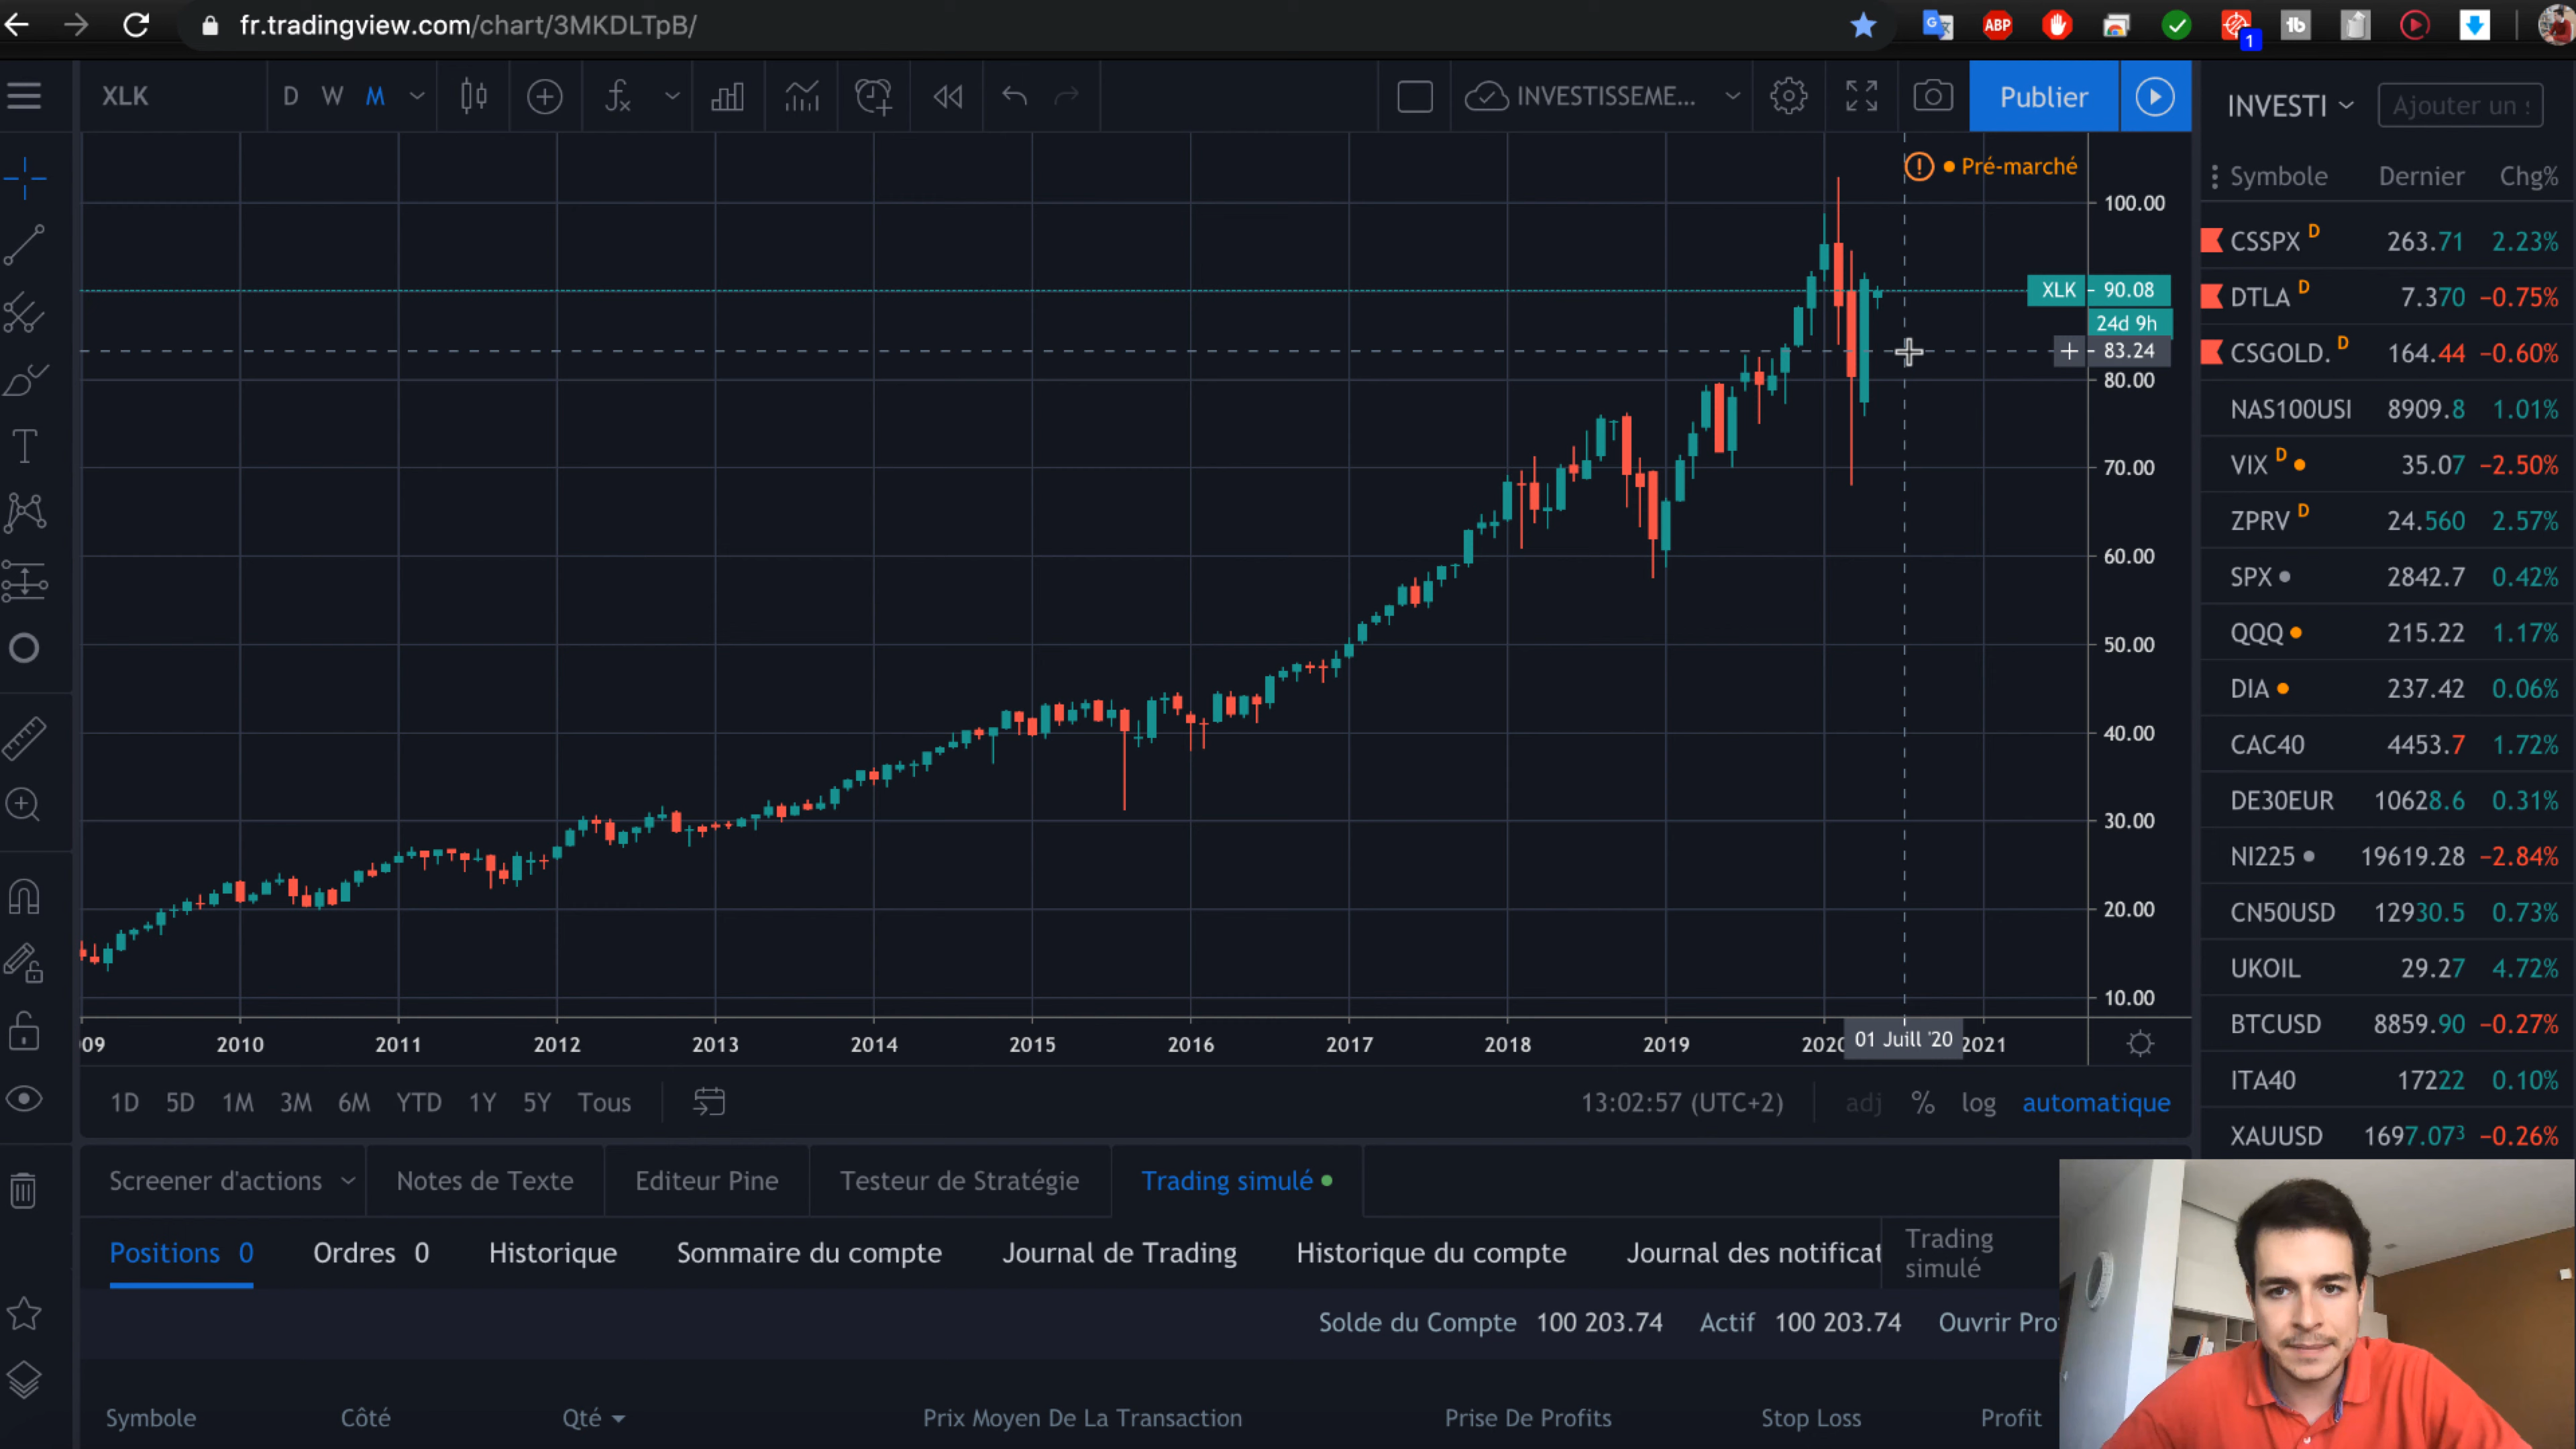 fr.tradingview.com/chart/3MKDLTpB/
ABP
1
XLK D W M
INVESTISSEME...
Publier
INVESTI
Ajouter un s
Pré-marché
Symbole Dernier Chg%
CSSPX D 263.71 2.23%
DTLA D 7.370 −0.75%
CSGOLD. D 164.44 −0.60%
NAS100USI 8909.8 1.01%
VIX D 35.07 −2.50%
ZPRV D 24.560 2.57%
SPX 2842.7 0.42%
QQQ 215.22 1.17%
DIA 237.42 0.06%
CAC40 4453.7 1.72%
DE30EUR 10628.6 0.31%
NI225 19619.28 −2.84%
CN50USD 12930.5 0.73%
UKOIL 29.27 4.72%
BTCUSD 8859.90 −0.27%
ITA40 17222 0.10%
XAUUSD 1697.073 −0.26%
100.00
XLK 90.08
24d 9h
83.24
80.00
70.00
60.00
50.00
40.00
30.00
20.00
10.00
09 2010 2011 2012 2013 2014 2015 2016 2017 2018 2019 2020 01 Juill '20 2021
1D 5D 1M 3M 6M YTD 1Y 5Y Tous
13:02:57 (UTC+2) adj % log automatique
Screener d'actions Notes de Texte Editeur Pine Testeur de Stratégie Trading simulé
Positions 0 Ordres 0 Historique Sommaire du compte Journal de Trading Historique du compte Journal des notificat
Trading
simulé
Solde du Compte 100 203.74 Actif 100 203.74 Ouvrir Pro
Symbole Côté Qté Prix Moyen De La Transaction Prise De Profits Stop Loss Profit